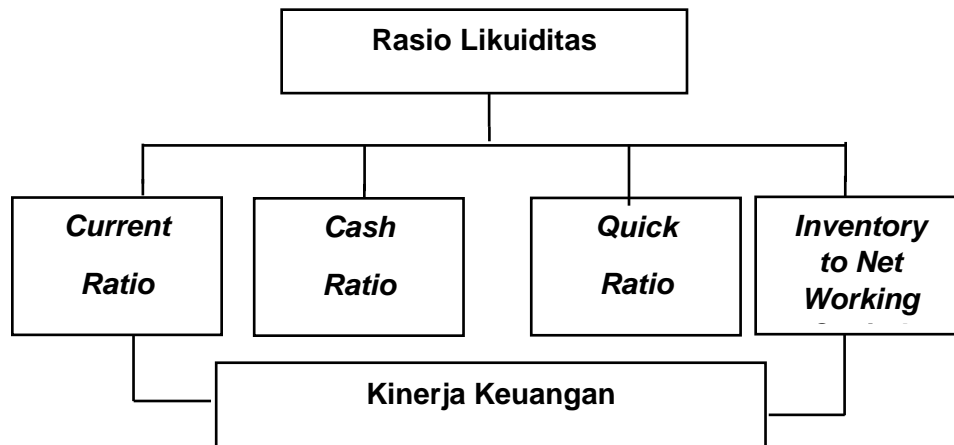 Rasio Likuiditas
Current
Ratio
Cash
Ratio
Quick
Ratio
Inventory
to Net
Working
Kinerja Keuangan